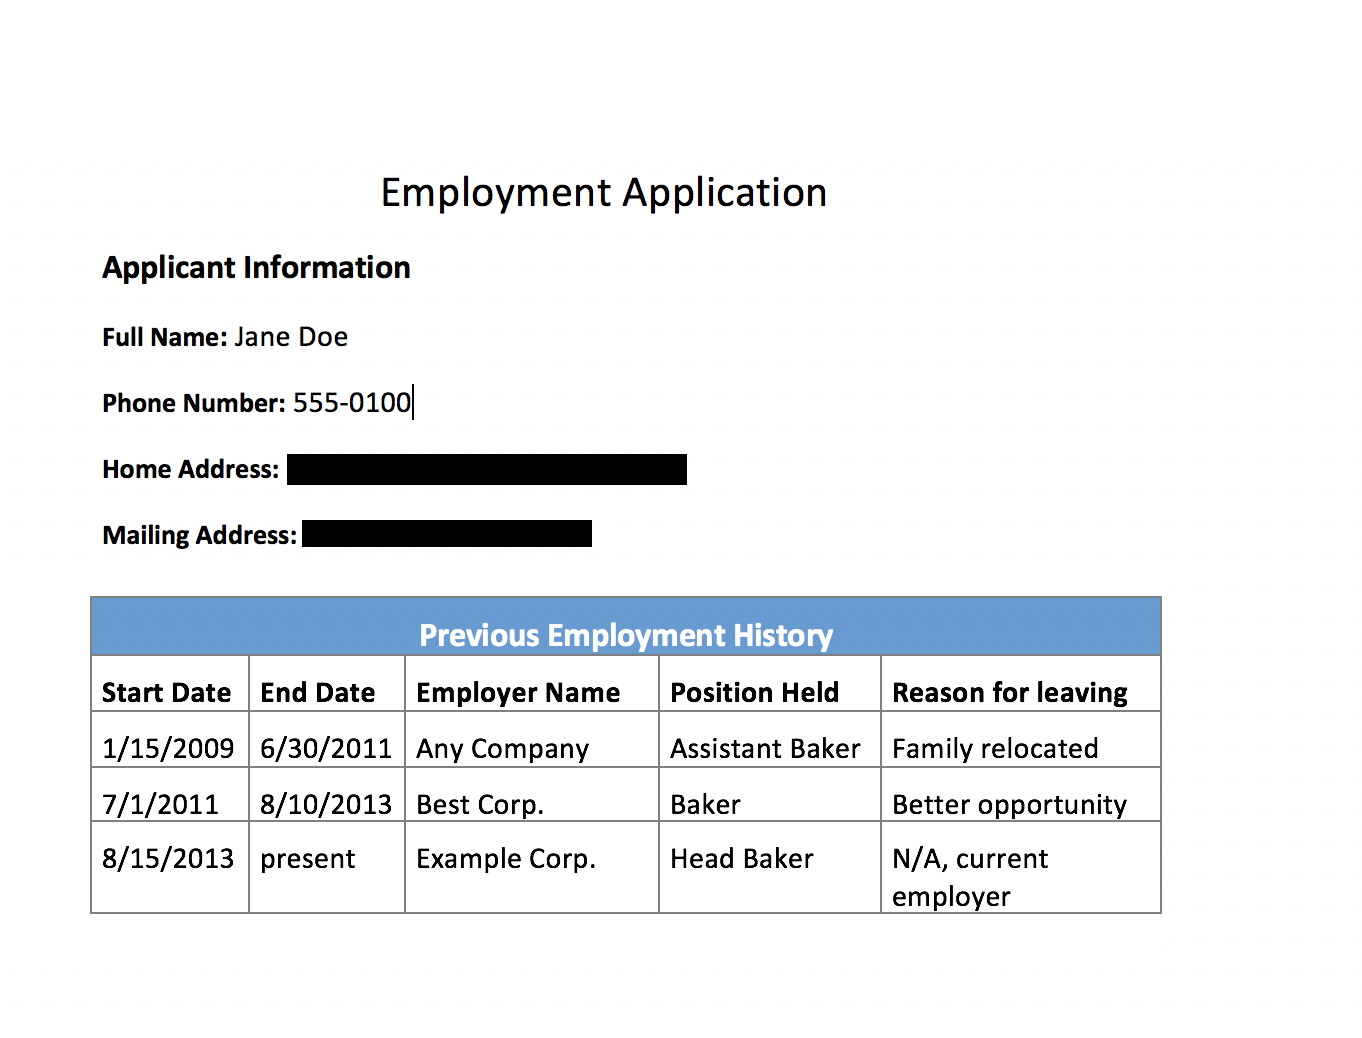 Employment Application
Applicant Information
Full Name: Jane Doe
Phone Number: 555-0100
Home Address:
Mailing Address:
Previous Employment History
Start Date End Date Employer Name Position Held Reason for leaving
1/15/2009 6/30/2011 Any Company Assistant Baker Family relocated
7/1/2011 8/10/2013 Best Corp. Baker Better opportunity
8/15/2013 present Example Corp. Head Baker N/A, current
employer